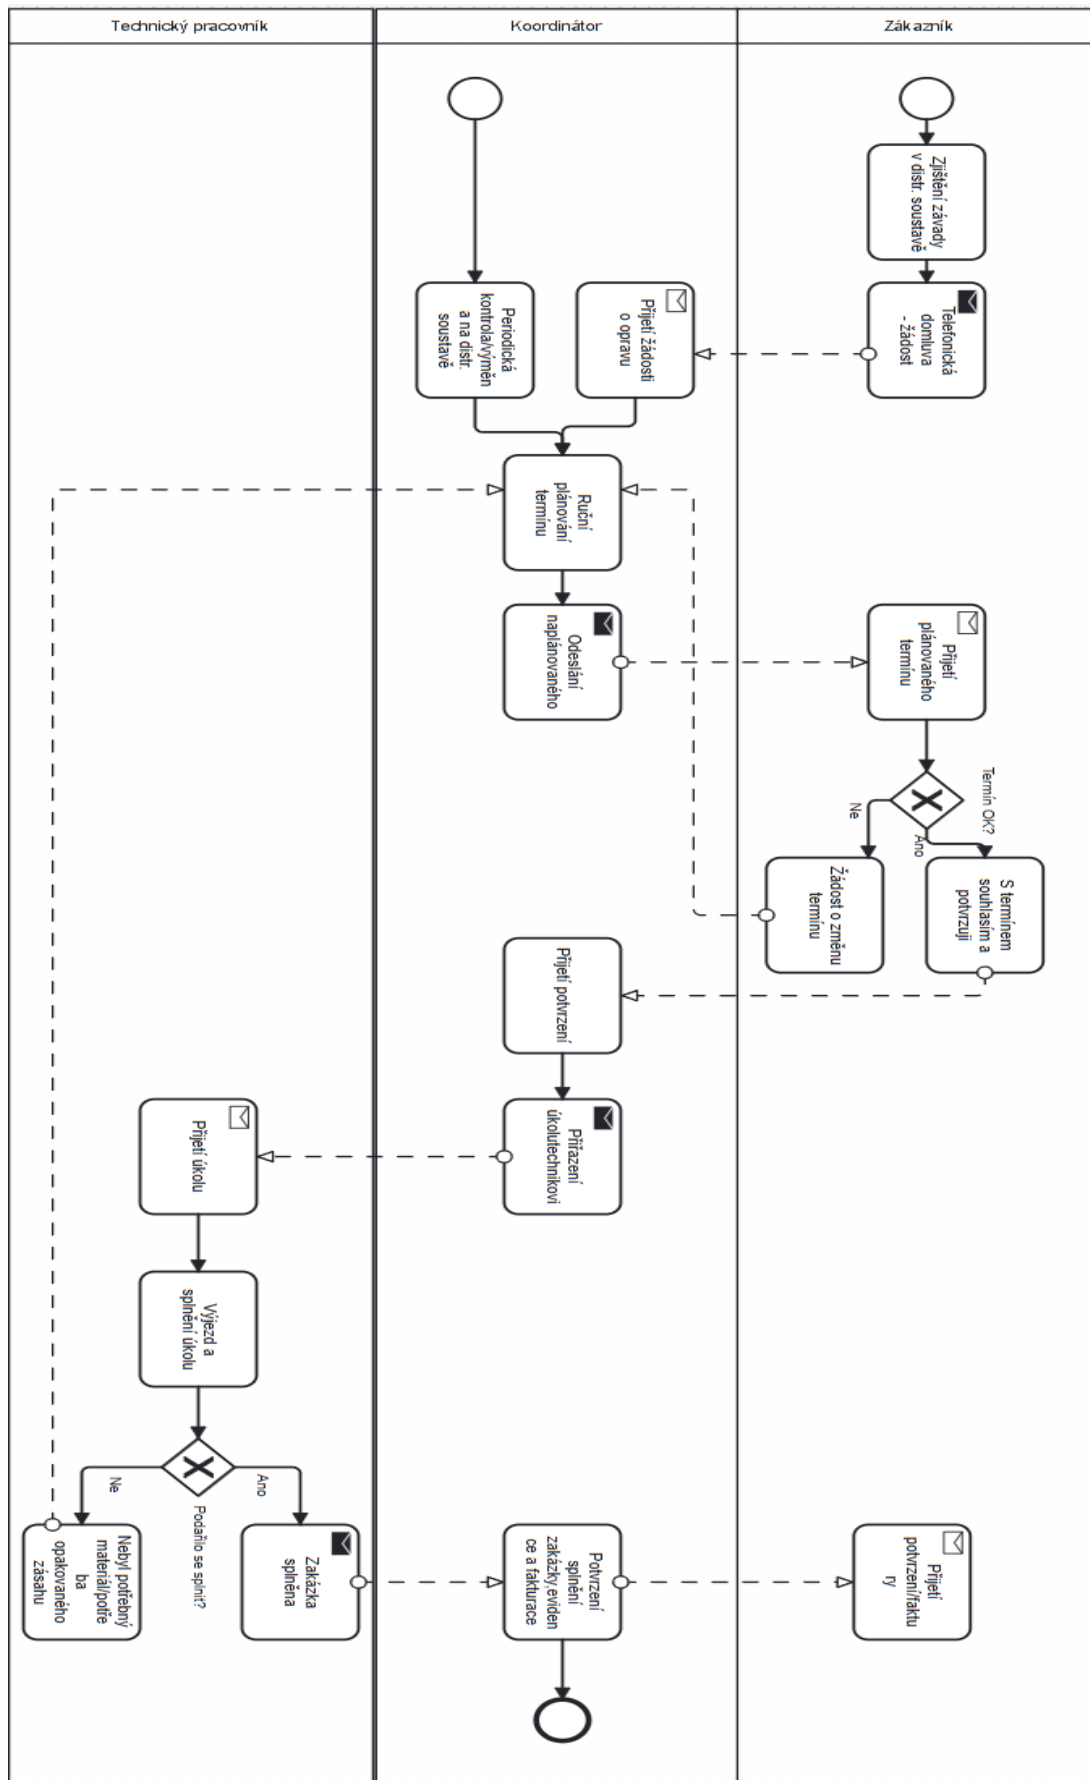 Technický pracovník
Koordinátor
Zákazník
Zjištění závady
v distr. soustavě
Telefonická
domluva
- žádost
Přijetí žádosti
o opravu
Periodická
kontrola/výměn
a na distr.
soustavě
Ruční
plánování
termínu
Odeslání
naplánovaného
Přijetí
plánovaného
termínu
Termín OK?
Ano
Ne
S termínem
souhlasím a
potvrzuji
Žádost o změnu
termínu
Přijetí potvrzení
Přiřazení
úkolutechnikovi
Přijetí úkolu
Výjezd a
splnění úkolu
Podařilo se splnit?
Ano
Ne
Zakázka
splněna
Nebyl potřebný
materiál/potře
ba
opakovaného
zásahu
Potvrzení
splnění
zakázky,eviden
ce a fakturace
Přijetí
potvrzení/faktu
ry